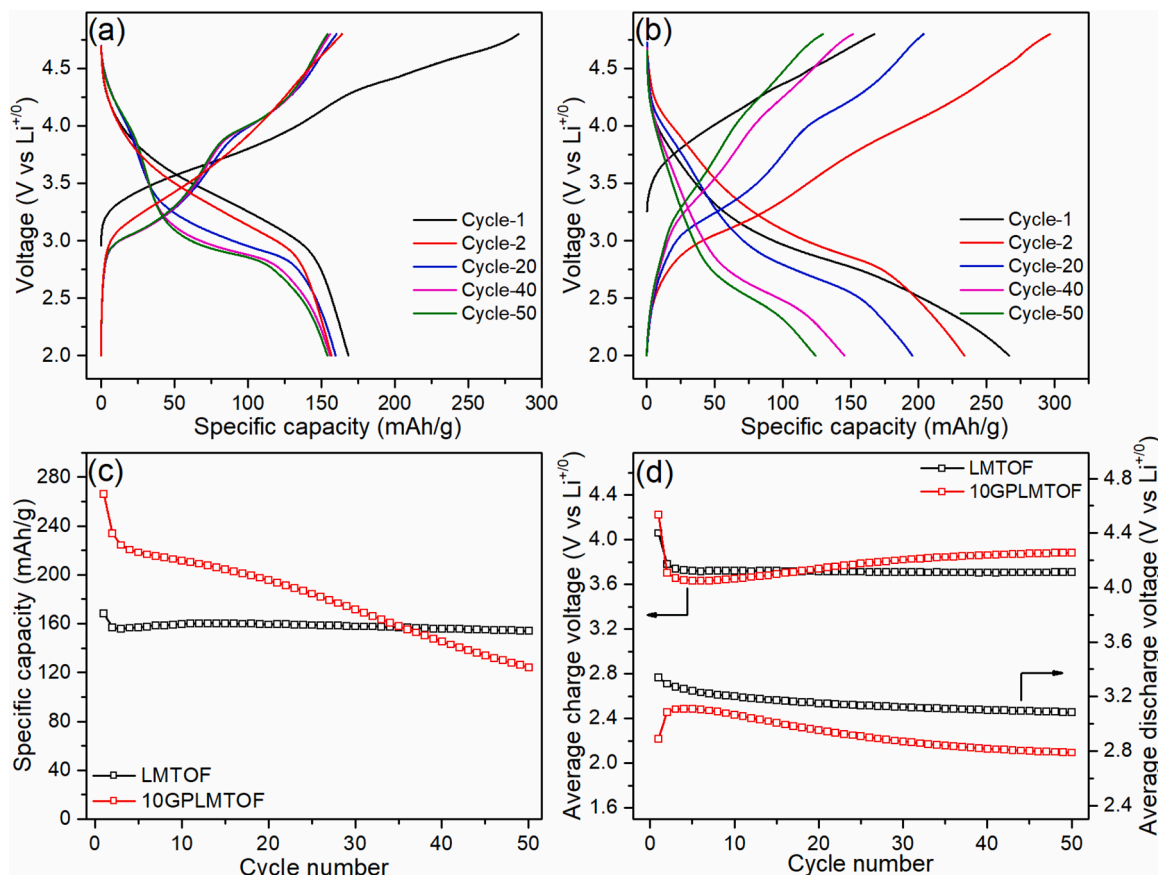 (a)
Voltage (V vs Li+/0)
4.5
4.0
3.5
3.0
2.5
2.0
Cycle-1
Cycle-2
Cycle-20
Cycle-40
Cycle-50
0 50 100 150 200 250 300
Specific capacity (mAh/g)
(b)
Voltage (V vs Li+/0)
4.5
4.0
3.5
3.0
2.5
2.0
Cycle-1
Cycle-2
Cycle-20
Cycle-40
Cycle-50
0 50 100 150 200 250 300
Specific capacity (mAh/g)
(c)
Specific capacity (mAh/g)
280
240
200
160
120
80
40
0
LMTOF
10GPLMTOF
0 10 20 30 40 50
Cycle number
(d)
Average charge voltage (V vs Li+/0)
4.4
4.0
3.6
3.2
2.8
2.4
2.0
1.6
LMTOF
10GPLMTOF
4.8
4.4
4.0
3.6
3.2
2.8
2.4
Average discharge voltage (V vs Li+/0)
0 10 20 30 40 50
Cycle number